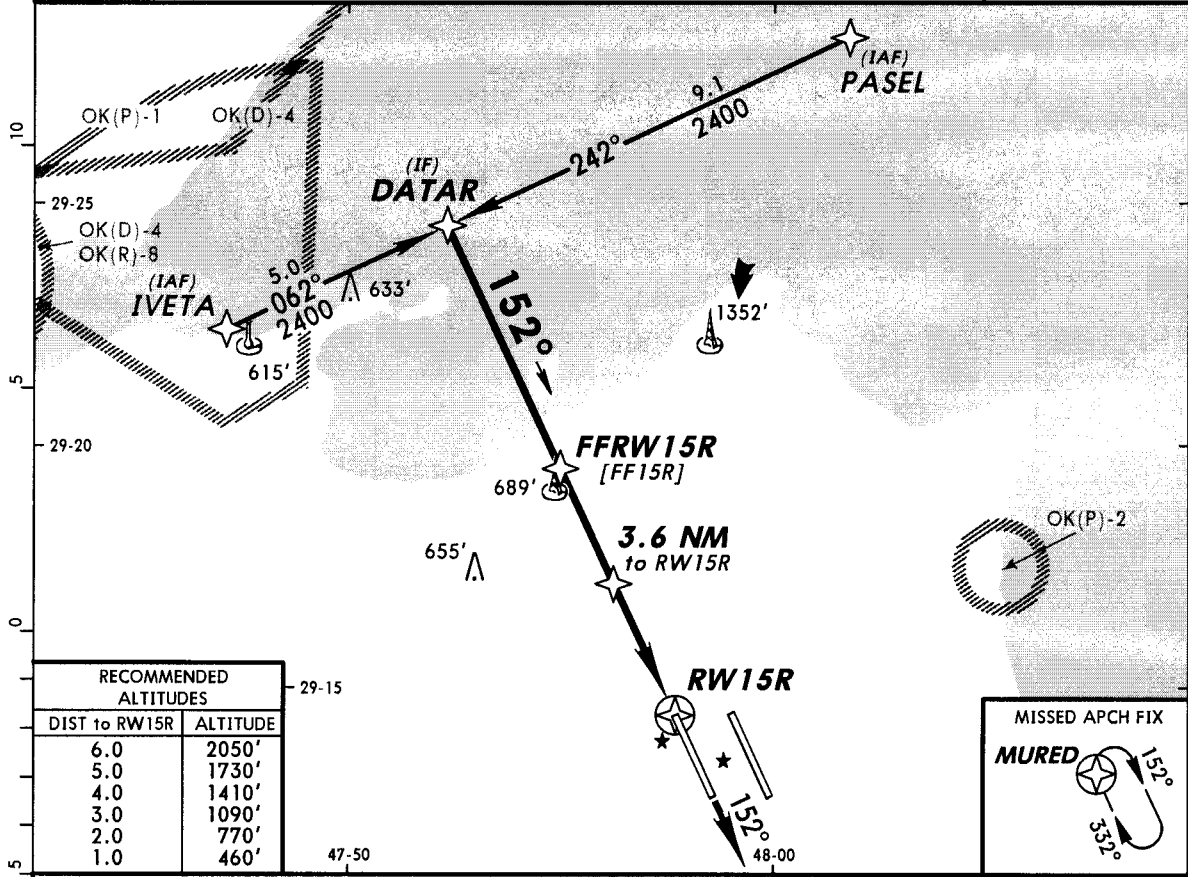 (IAF)
PASEL
9.1
2400
242°
OK(P)-1
OK(D)-4
10
(IF)
DATAR
29-25
OK(D)-4
OK(R)-8
(IAF)
IVETA
5.0
062°
2400
633'
615'
152°
1352'
5
29-20
FFRW15R
[FF15R]
689'
3.6 NM
to RW15R
655'
OK(P)-2
0
RW15R
29-15
RECOMMENDED
ALTITUDES
DIST to RW15R ALTITUDE
6.0 2050'
5.0 1730'
4.0 1410'
3.0 1090'
2.0 770'
1.0 460'
5
47-50
48-00
152°
MISSED APCH FIX
MURED
152°
332°